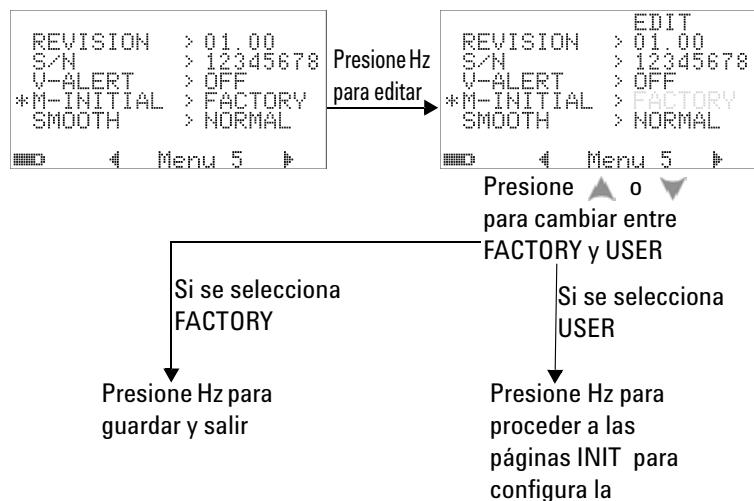 REVISION > 01.00
S/N > 12345678
V-ALERT > OFF
*M-INITIAL > FACTORY
SMOOTH > NORMAL
Menu 5
Presione Hz
para editar
EDIT
REVISION > 01.00
S/N > 12345678
V-ALERT > OFF
*M-INITIAL > FACTORY
SMOOTH > NORMAL
Menu 5
Presione o
para cambiar entre
FACTORY y USER
Si se selecciona
FACTORY
Presione Hz para
guardar y salir
Si se selecciona
USER
Presione Hz para
proceder a las
páginas INIT para
configura la